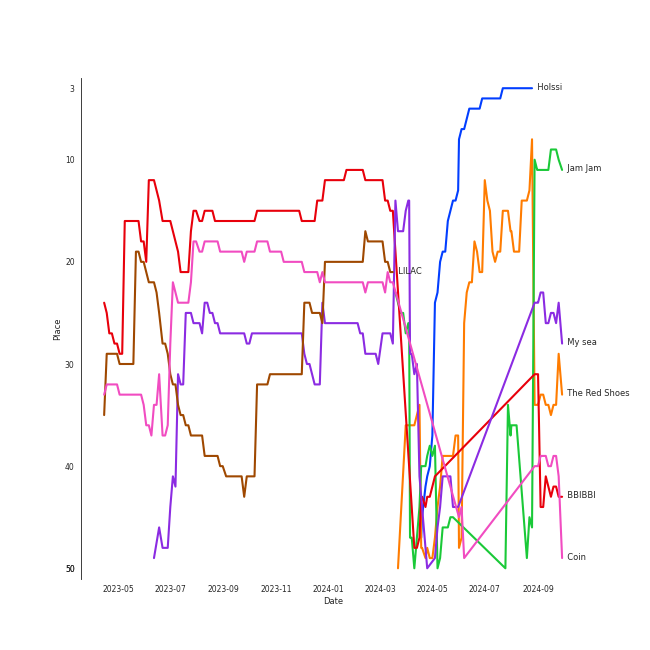 3
Holssi
10
Jam Jam
20
LILAC
Place
My sea
30
The Red Shoes
40
BBIBBI
Coin
50
2023-05 2023-07 2023-09 2023-11 2024-01 2024-03 2024-05 2024-07 2024-09
Date